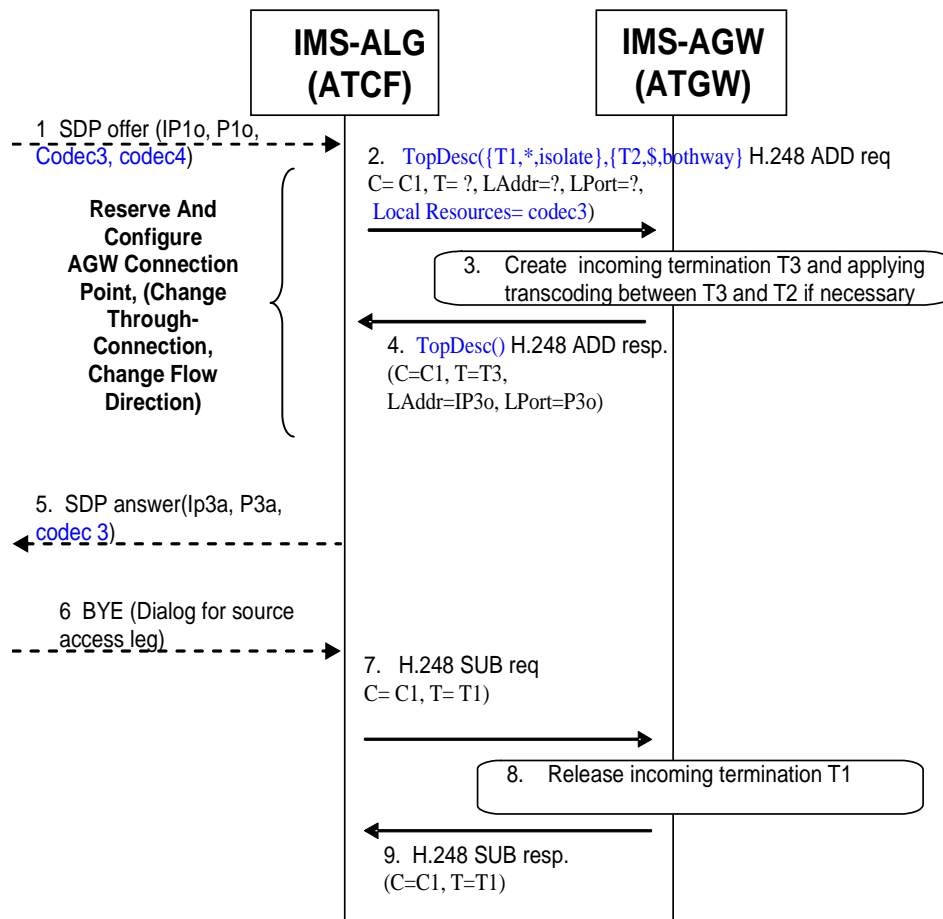 IMS-ALG
(ATCF)
IMS-AGW
(ATGW)
1 SDP offer (IP1o, P1o,
Codec3, codec4)
2. TopDesc({T1,*,isolate},{T2,$,bothway} H.248 ADD req
C= C1, T= ?, LAddr=?, LPort=?,
Local Resources= codec3)
Reserve And
Configure
AGW Connection
Point, (Change
Through-
Connection,
Change Flow
Direction)
3. Create incoming termination T3 and applying
transcoding between T3 and T2 if necessary
4. TopDesc() H.248 ADD resp.
(C=C1, T=T3,
LAddr=IP3o, LPort=P3o)
5. SDP answer(Ip3a, P3a,
codec 3)
6 BYE (Dialog for source
access leg)
7. H.248 SUB req
C= C1, T= T1)
8. Release incoming termination T1
9. H.248 SUB resp.
(C=C1, T=T1)